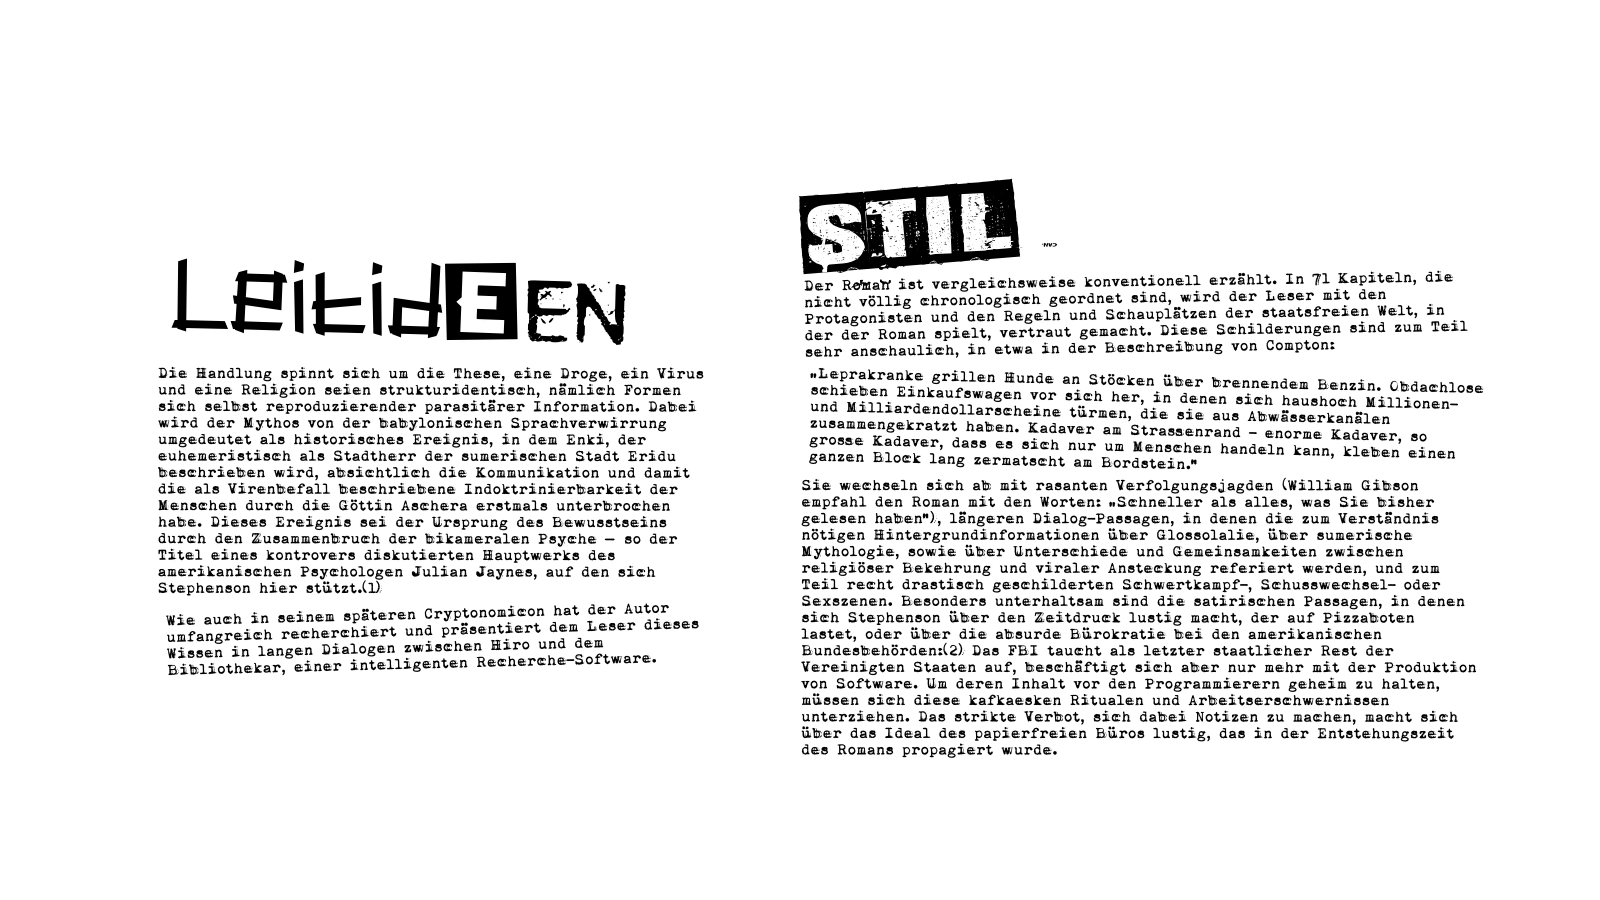 LeitidEEN
Die Handlung spinnt sich um die These, eine Droge, ein Virus
und eine Religion seien strukturidentisch, nämlich Formen
sich selbst reproduzierender parasitärer Information. Dabei
wird der Mythos von der babylonischen Sprachverwirrung
umgedeutet als historisches Ereignis, in dem Enki, der
euhemeristisch als Stadtherr der sumerischen Stadt Eridu
beschrieben wird, absichtlich die Kommunikation und damit
die als Virenbefall beschriebene Indoktrinierbarkeit der
Menschen durch die Göttin Aschera erstmals unterbrochen
habe. Dieses Ereignis sei der Ursprung des Bewusstseins
durch den Zusammenbruch der bikameralen Psyche – so der
Titel eines kontrovers diskutierten Hauptwerks des
amerikanischen Psychologen Julian Jaynes, auf den sich
Stephenson hier stützt.(1)
Wie auch in seinem späteren Cryptonomicon hat der Autor
umfangreich recherchiert und präsentiert dem Leser dieses
Wissen in langen Dialogen zwischen Hiro und dem
Bibliothekar, einer intelligenten Recherche-Software.
STIL
Der Roman ist vergleichsweise konventionell erzählt. In 71 Kapiteln, die
nicht völlig chronologisch geordnet sind, wird der Leser mit den
Protagonisten und den Regeln und Schauplätzen der staatsfreien Welt, in
der der Roman spielt, vertraut gemacht. Diese Schilderungen sind zum Teil
sehr anschaulich, in etwa in der Beschreibung von Compton:
„Leprakranke grillen Hunde an Stöcken über brennendem Benzin. Obdachlose
schieben Einkaufswagen vor sich her, in denen sich haushoch Millionen-
und Milliardendollarscheine türmen, die sie aus Abwässerkanälen
zusammengekratzt haben. Kadaver am Strassenrand – enorme Kadaver, so
grosse Kadaver, dass es sich nur um Menschen handeln kann, kleben einen
ganzen Block lang zermatscht am Bordstein."
Sie wechseln sich ab mit rasanten Verfolgungsjagden (William Gibson
empfahl den Roman mit den Worten: „Schneller als alles, was Sie bisher
gelesen haben"), längeren Dialog-Passagen, in denen die zum Verständnis
nötigen Hintergrundinformationen über Glossolalie, über sumerische
Mythologie, sowie über Unterschiede und Gemeinsamkeiten zwischen
religiöser Bekehrung und viraler Ansteckung referiert werden, und zum
Teil recht drastisch geschilderten Schwertkampf-, Schusswechsel- oder
Sexszenen. Besonders unterhaltsam sind die satirischen Passagen, in denen
sich Stephenson über den Zeitdruck lustig macht, der auf Pizzaboten
lastet, oder über die absurde Bürokratie bei den amerikanischen
Bundesbehörden:(2) Das FBI taucht als letzter staatlicher Rest der
Vereinigten Staaten auf, beschäftigt sich aber nur mehr mit der Produktion
von Software. Um deren Inhalt vor den Programmierern geheim zu halten,
müssen sich diese kafkaesken Ritualen und Arbeitserschwernissen
unterziehen. Das strikte Verbot, sich dabei Notizen zu machen, macht sich
über das Ideal des papierfreien Büros lustig, das in der Entstehungszeit
des Romans propagiert wurde.